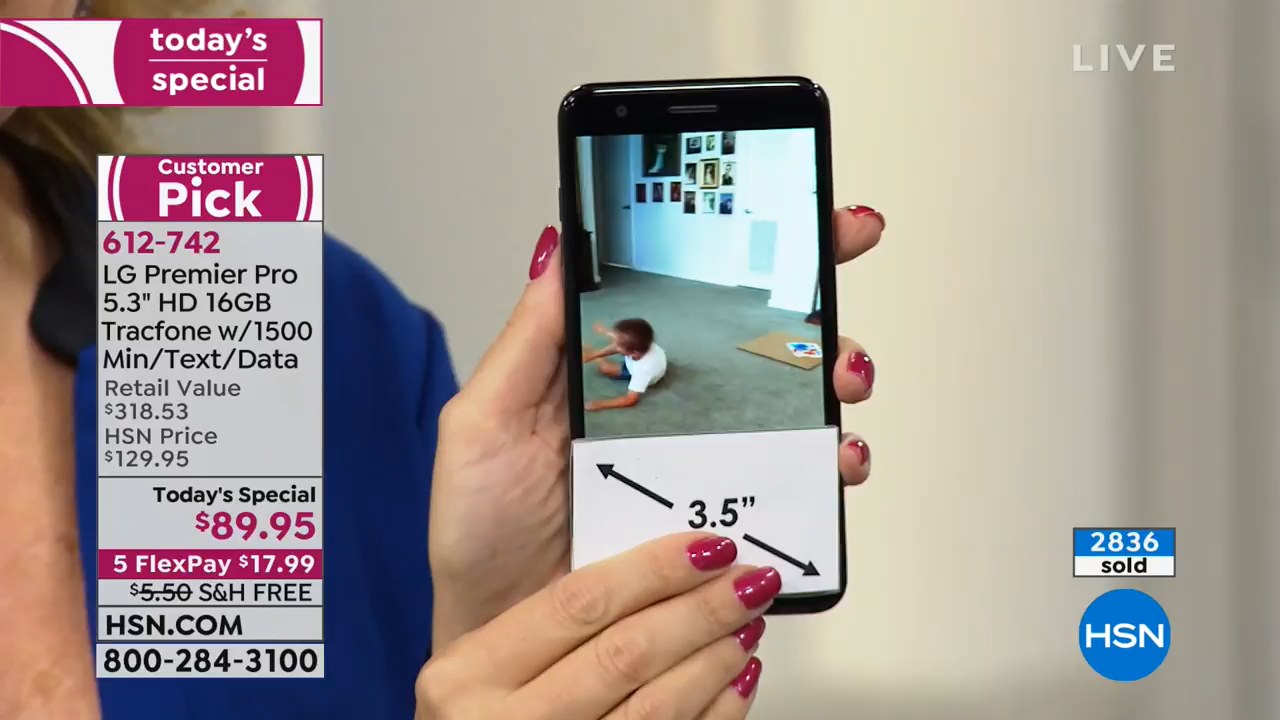 today's
special
LIVE
Customer
Pick
612-742
LG Premier Pro
5.3" HD 16GB
Tracfone w/1500
Min/Text/Data
Retail Value
$318.53
HSN Price
$129.95
Today's Special
$89.95
5 FlexPay $17.99
$5.50 S&H FREE
HSN.COM
800-284-3100
3.5”
2836
sold
HSN